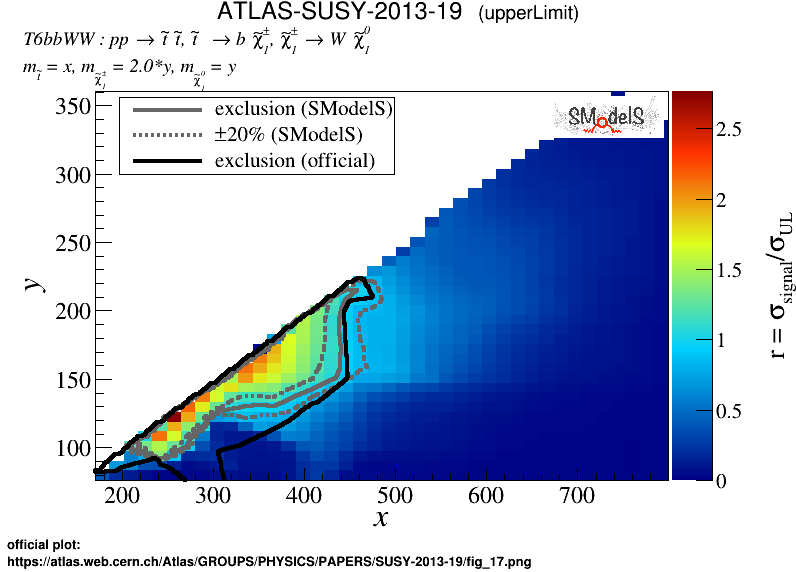 ATLAS-SUSY-2013-19 (upperLimit)
T6bbWW : pp → t̃ t̃, t̃ → b χ̃₁±, χ̃₁± → W χ̃₁⁰
m_t̃ = x, m_χ̃₁± = 2.0*y, m_χ̃₁⁰ = y
exclusion (SModelS)
±20% (SModelS)
exclusion (official)
SModelS
350
300
250
200
150
100
y
200 300 400 500 600 700
x
2.5
2
1.5
1
0.5
0
r = σ_signal/σ_UL
official plot:
https://atlas.web.cern.ch/Atlas/GROUPS/PHYSICS/PAPERS/SUSY-2013-19/fig_17.png